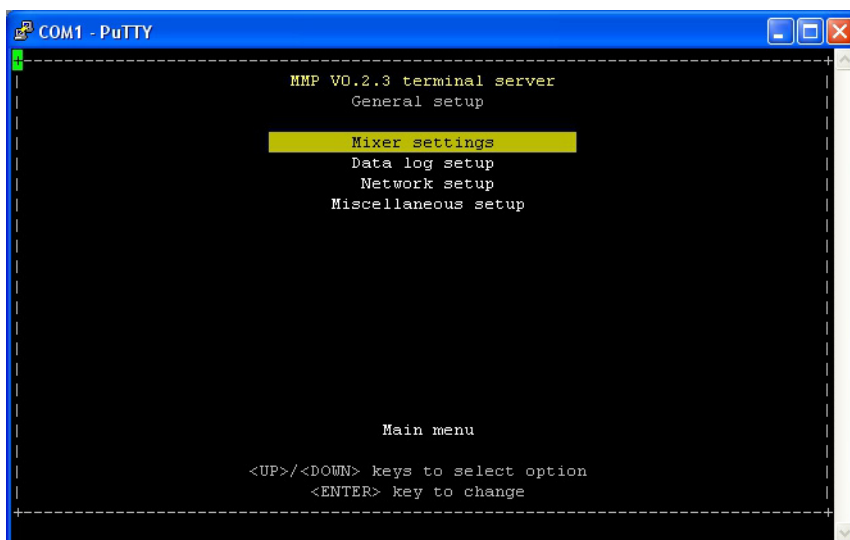 COM1 - PuTTY
MMP V0.2.3 terminal server
General setup
Mixer settings
Data log setup
Network setup
Miscellaneous setup
Main menu
<UP>/<DOWN> keys to select option
<ENTER> key to change